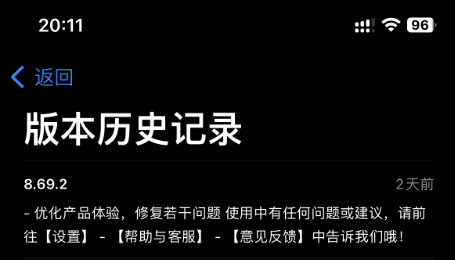 20:11
96
返回
版本历史记录
8.69.2
2天前
- 优化产品体验，修复若干问题 使用中有任何问题或建议，请前
往【设置】 - 【帮助与客服】 - 【意见反馈】中告诉我们哦！